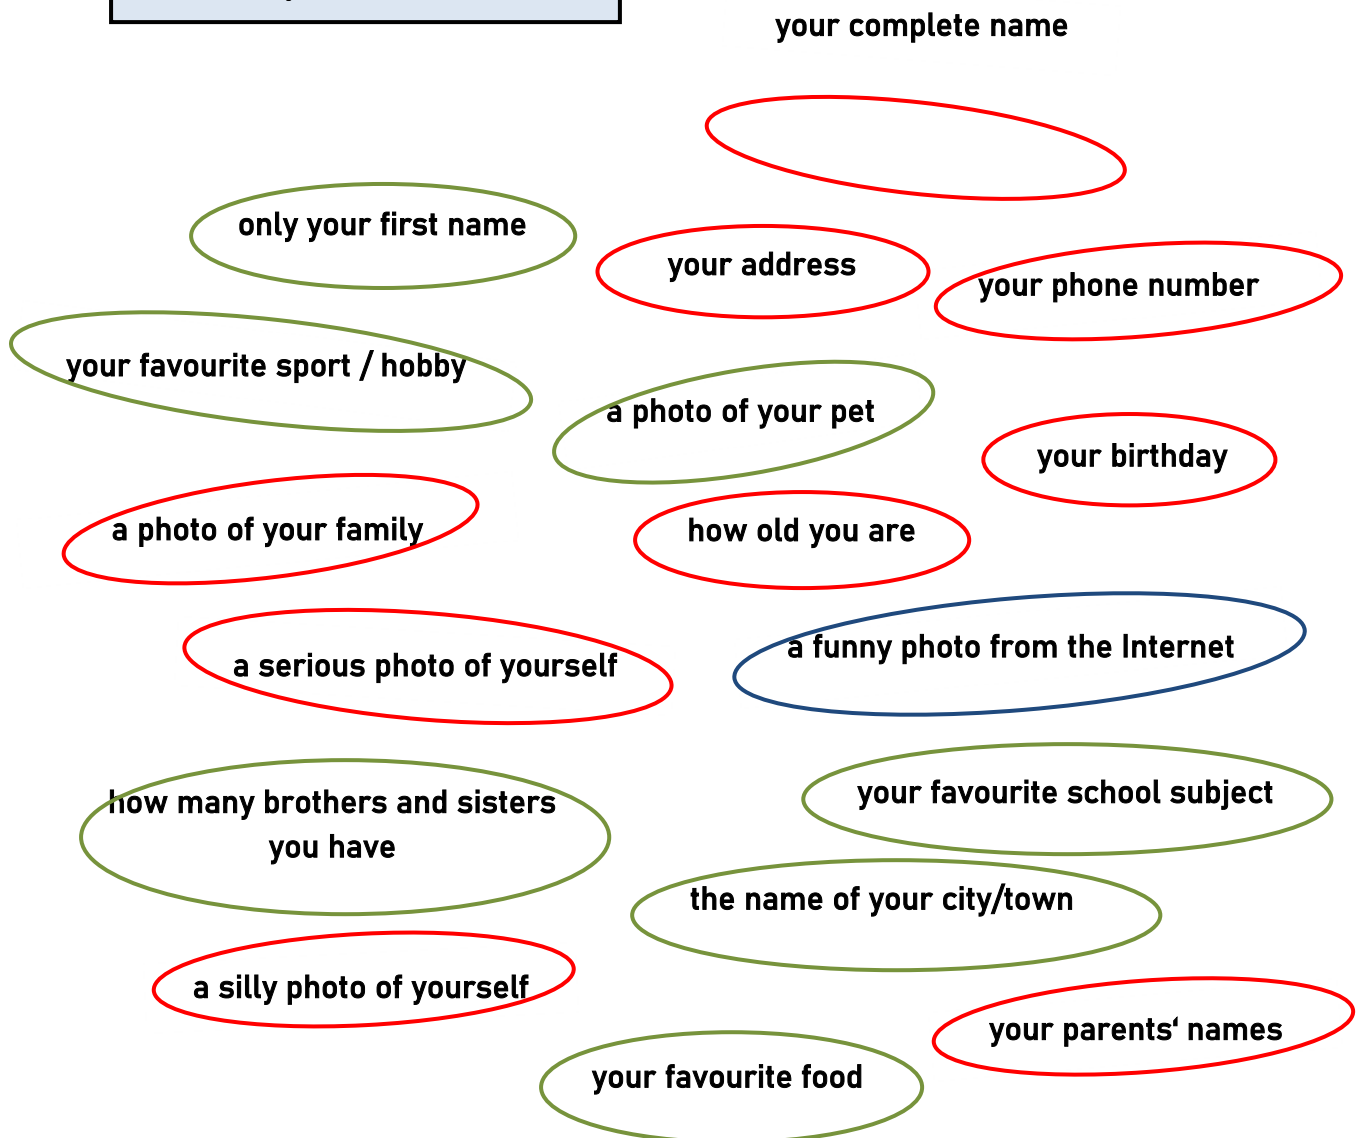 your complete name
only your first name
your address
your phone number
your favourite sport / hobby
a photo of your pet
your birthday
a photo of your family
how old you are
a serious photo of yourself
a funny photo from the Internet
how many brothers and sisters
you have
your favourite school subject
the name of your city/town
a silly photo of yourself
your parents‘ names
your favourite food